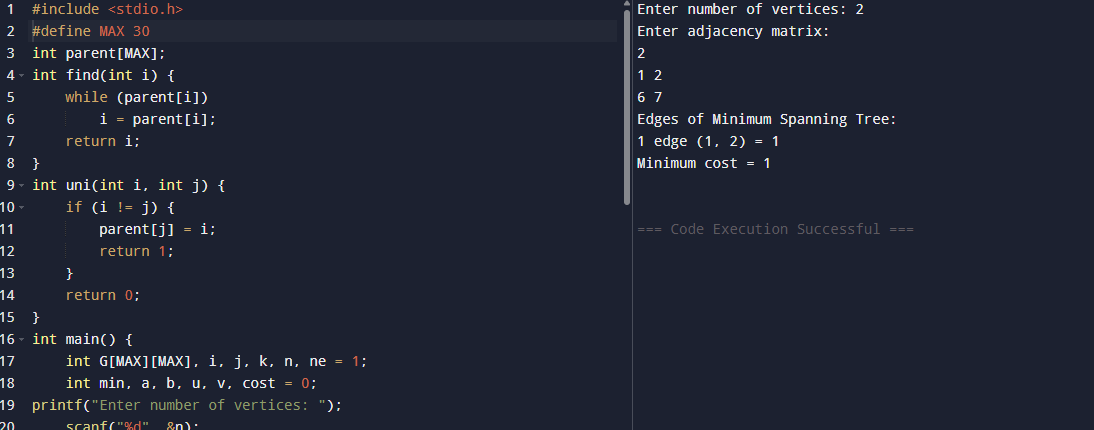 1 #include <stdio.h>
2 #define MAX 30
3 int parent[MAX];
4 int find(int i) {
5     while (parent[i])
6         i = parent[i];
7     return i;
8 }
9 int uni(int i, int j) {
10     if (i != j) {
11         parent[j] = i;
12         return 1;
13     }
14     return 0;
15 }
16 int main() {
17     int G[MAX][MAX], i, j, k, n, ne = 1;
18     int min, a, b, u, v, cost = 0;
19 printf("Enter number of vertices: ");
20     scanf("%d", &n);
Enter number of vertices: 2
Enter adjacency matrix:
2
1 2
6 7
Edges of Minimum Spanning Tree:
1 edge (1, 2) = 1
Minimum cost = 1
=== Code Execution Successful ===